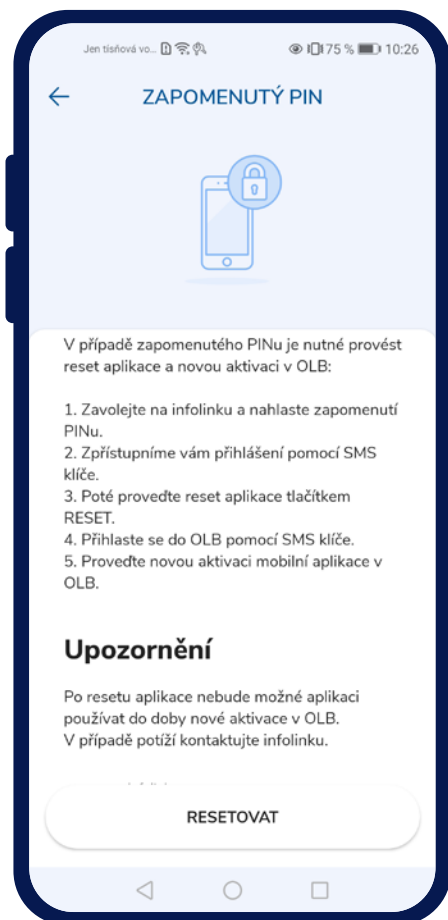 Jen tísňová vo... 75 % 10:26
ZAPOMENUTÝ PIN
V případě zapomenutého PINu je nutné provést
reset aplikace a novou aktivaci v OLB:
1. Zavolejte na infolinku a nahlaste zapomenutí
PINu.
2. Zpřístupníme vám přihlášení pomocí SMS
klíče.
3. Poté proveďte reset aplikace tlačítkem
RESET.
4. Přihlaste se do OLB pomocí SMS klíče.
5. Proveďte novou aktivaci mobilní aplikace v
OLB.
Upozornění
Po resetu aplikace nebude možné aplikaci
používat do doby nové aktivace v OLB.
V případě potíží kontaktujte infolinku.
RESETOVAT